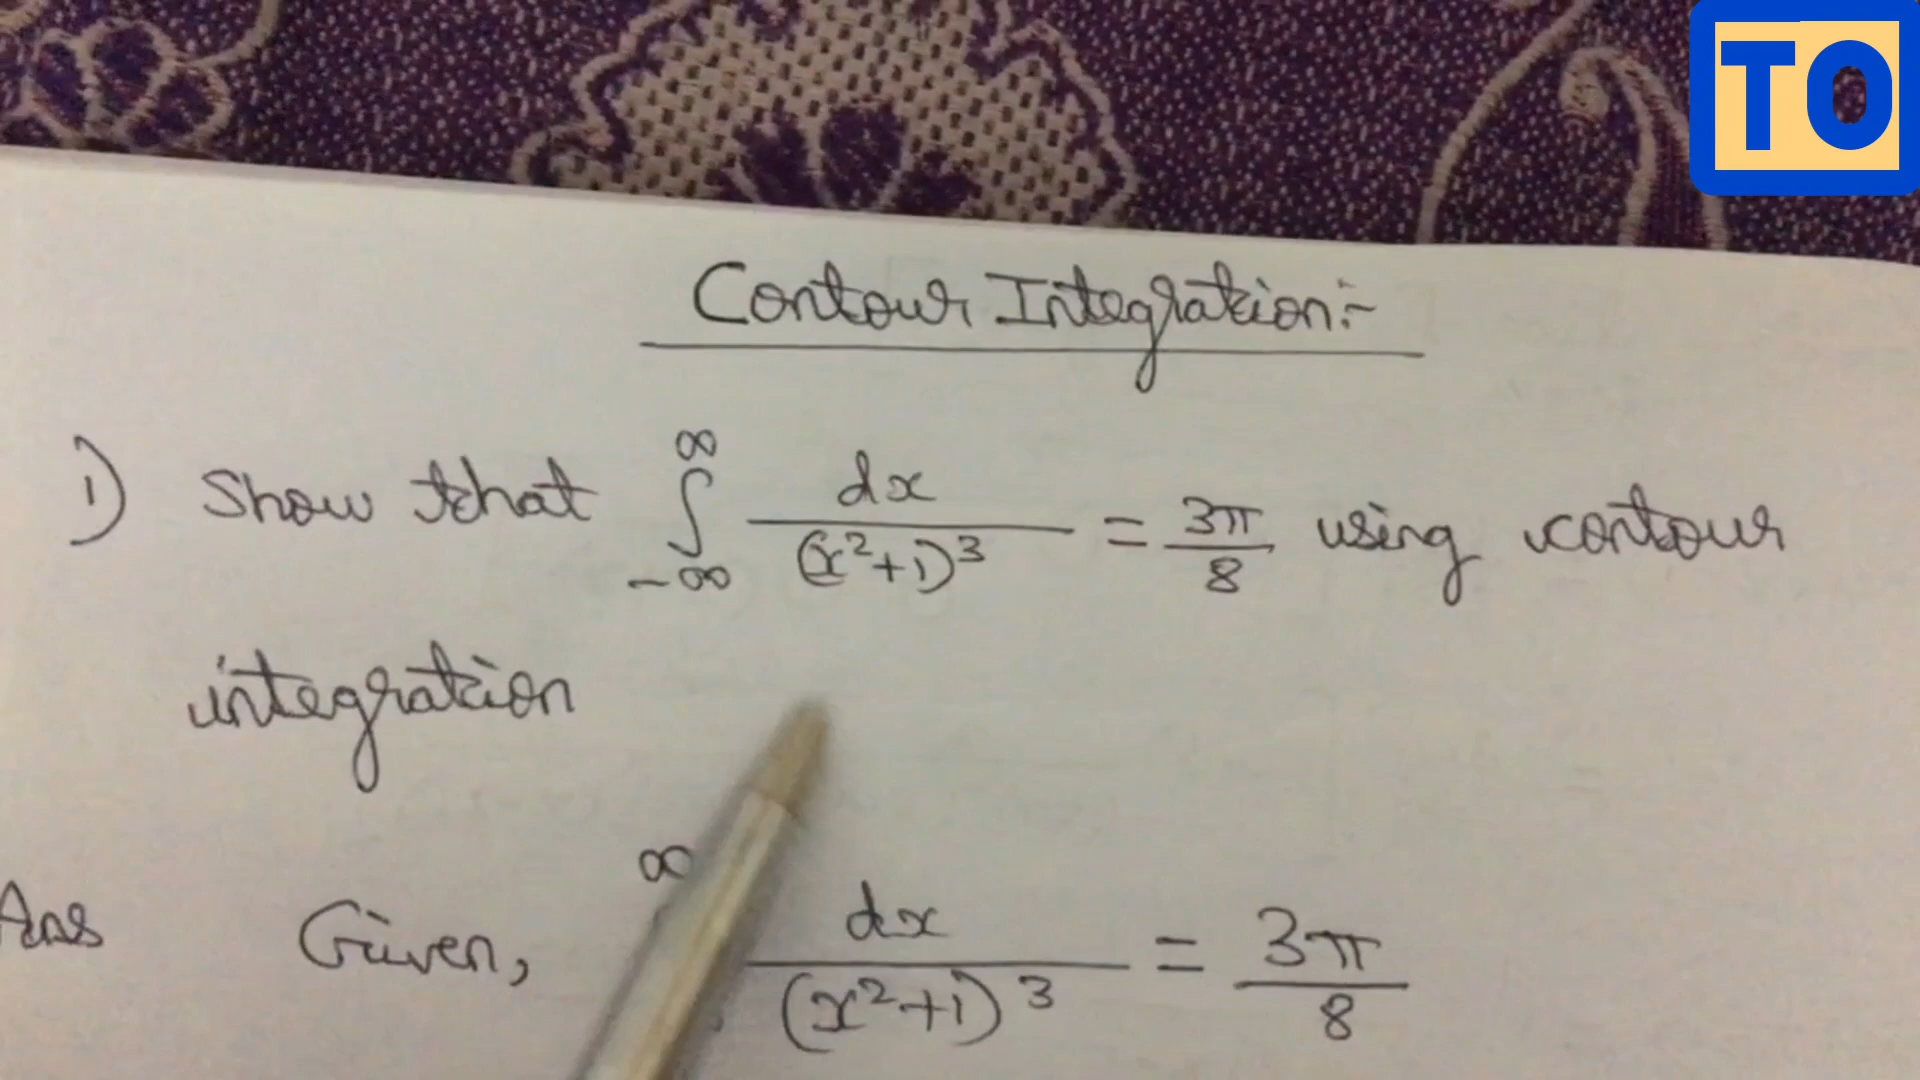 TO
Contour Integration:-
1) Show that ∫_{-∞}^{∞} dx/(x²+1)³ = 3π/8 using contour
integration
Ans Given, ∞ dx/(x²+1)³ = 3π/8